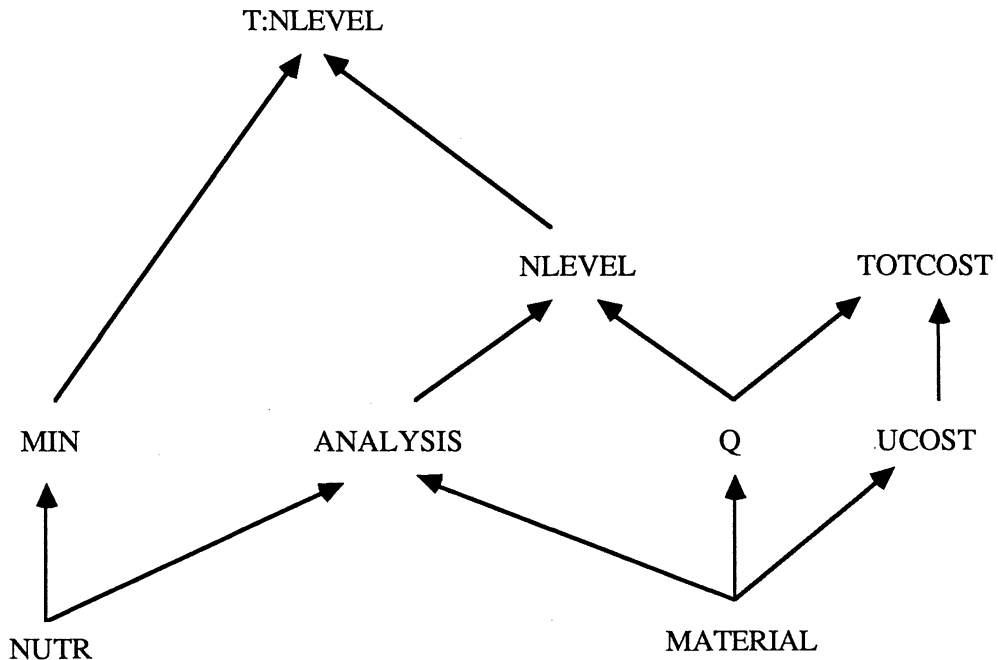 T:NLEVEL
NLEVEL
TOTCOST
MIN
ANALYSIS
Q
UCOST
NUTR
MATERIAL